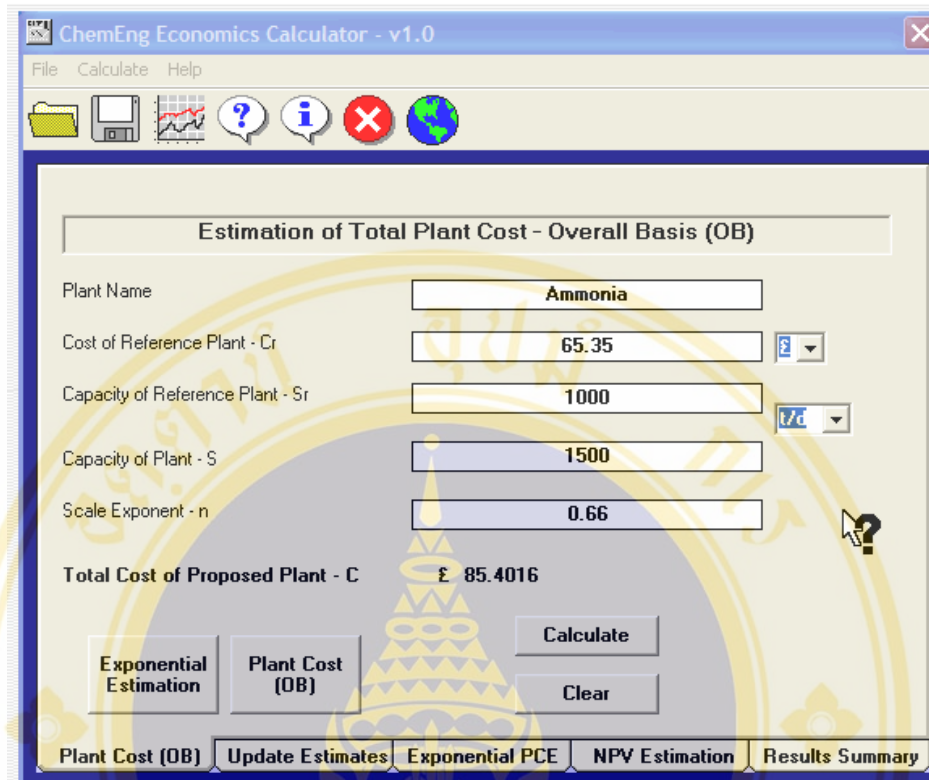 ChemEng Economics Calculator - v1.0
File Calculate Help
Estimation of Total Plant Cost - Overall Basis (OB)
Plant Name Ammonia
Cost of Reference Plant - Cr 65.35 £
Capacity of Reference Plant - Sr 1000
t/d
Capacity of Plant - S 1500
Scale Exponent - n 0.66
Total Cost of Proposed Plant - C £ 85.4016
Calculate
Exponential Estimation
Plant Cost (OB)
Clear
Plant Cost (OB) Update Estimates Exponential PCE NPV Estimation Results Summary